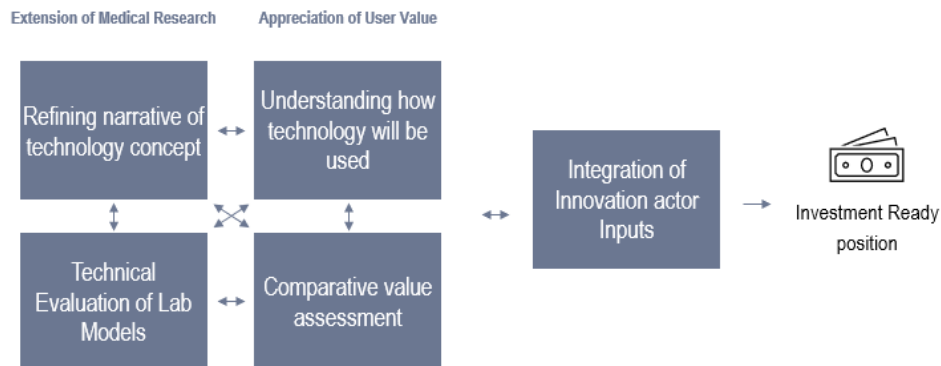 Extension of Medical Research
Appreciation of User Value
Refining narrative of
technology concept
Understanding how
technology will be
used
Technical
Evaluation of Lab
Models
Comparative value
assessment
Integration of
Innovation actor
Inputs
Investment Ready
position